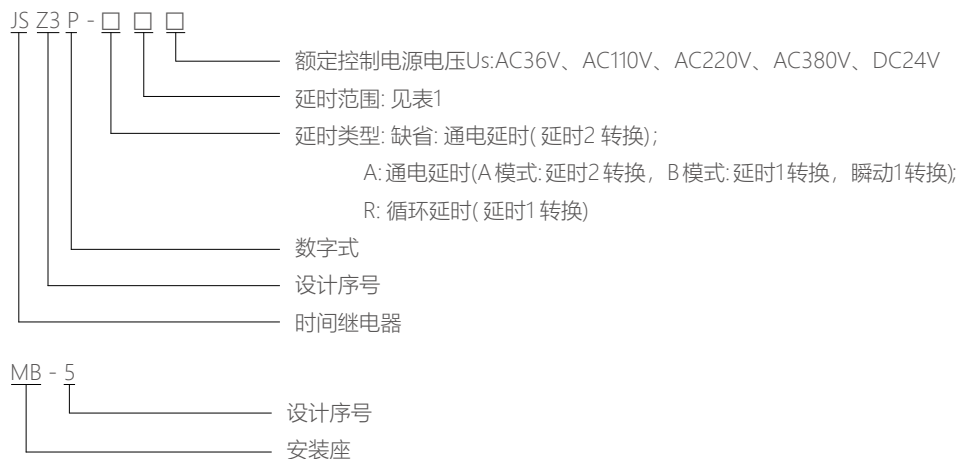 JS Z3 P - □ □ □
额定控制电源电压Us:AC36V、AC110V、AC220V、AC380V、DC24V
延时范围: 见表1
延时类型: 缺省: 通电延时( 延时2 转换) ;
A: 通电延时(A 模式: 延时2 转换，B 模式: 延时1转换，瞬动1转换);
R: 循环延时( 延时1 转换)
数字式
设计序号
时间继电器
MB - 5
设计序号
安装座